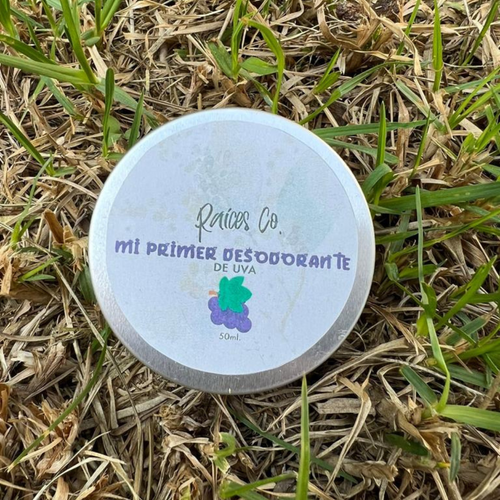 Raices Co.
MI PRIMER DESODORANTE
DE UVA
50ml.